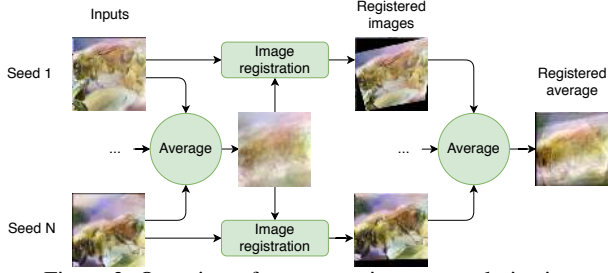 Inputs
Registered
images
Seed 1
Image
registration
Registered
average
...
Average
...
Average
Seed N
Image
registration